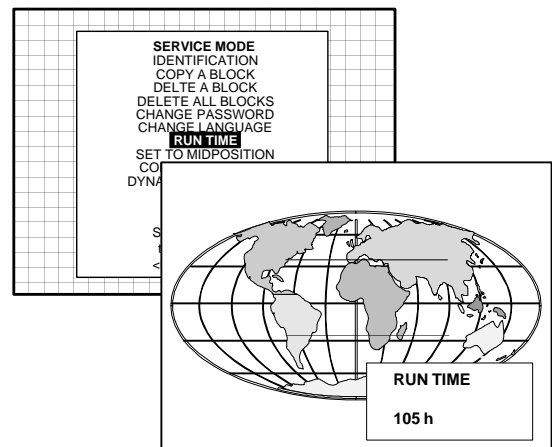 SERVICE MODE
IDENTIFICATION
COPY A BLOCK
DELTE A BLOCK
DELETE ALL BLOCKS
CHANGE PASSWORD
CHANGE LANGUAGE
RUN TIME
SET TO MIDPOSITION
RUN TIME
105 h